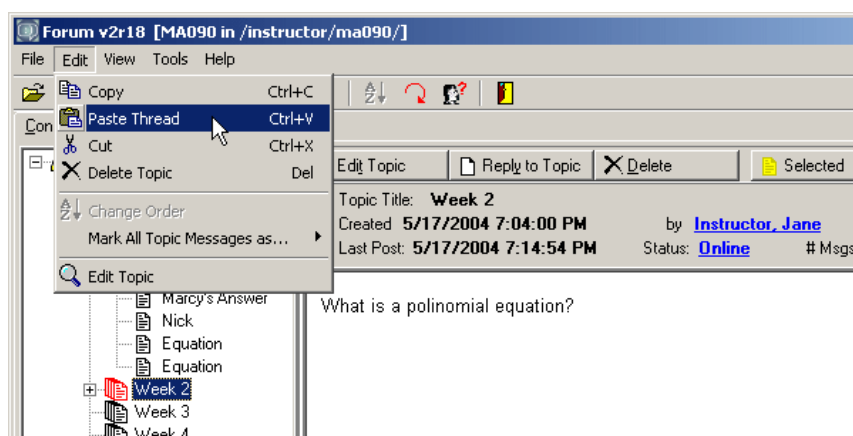 Forum v2r18 [MA090 in /instructor/ma090/]
File Edit View Tools Help
Copy Ctrl+C
Paste Thread Ctrl+V
Cut Ctrl+X
Delete Topic Del
Change Order
Mark All Topic Messages as...
Edit Topic
Con
Edit Topic Reply to Topic Delete Selected
Topic Title: Week 2
Created 5/17/2004 7:04:00 PM by Instructor, Jane
Last Post: 5/17/2004 7:14:54 PM Status: Online # Msgs
What is a polinomial equation?
Marcy's Answer
Nick
Equation
Equation
Week 2
Week 3
Week 4